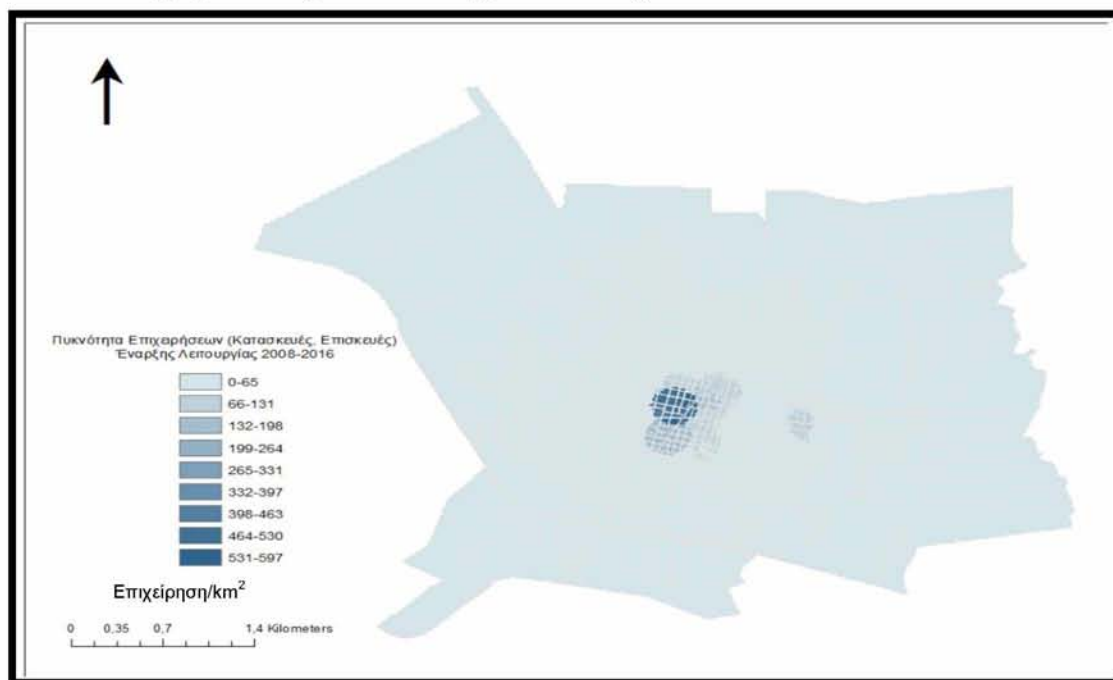 Πυκνότητα Επιχειρήσεων (Κατασκευές, Επισκευές)
Έναρξης Λειτουργίας 2008-2016
0-65
66-131
132-198
199-264
265-331
332-397
398-463
464-530
531-597
Επιχείρηση/km²
0 0,35 0,7 1,4 Kilometers